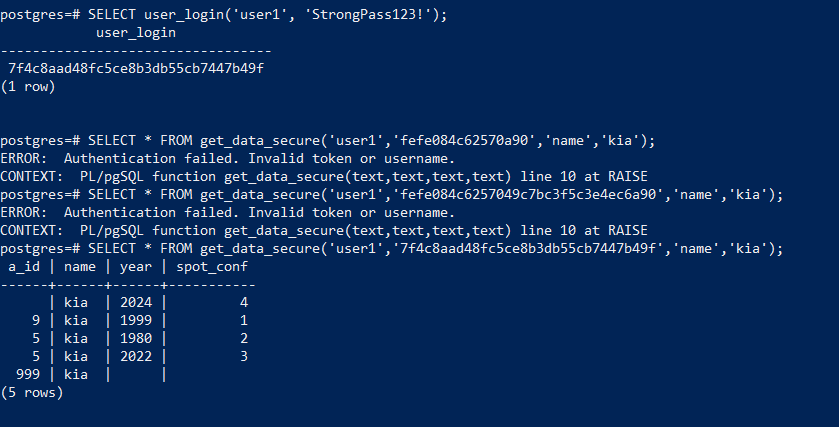 postgres=# SELECT user_login('user1', 'StrongPass123!');
            user_login
----------------------------------
 7f4c8aad48fc5ce8b3db55cb7447b49f
(1 row)
postgres=# SELECT * FROM get_data_secure('user1','fefe084c62570a90','name','kia');
ERROR:  Authentication failed. Invalid token or username.
CONTEXT:  PL/pgSQL function get_data_secure(text,text,text,text) line 10 at RAISE
postgres=# SELECT * FROM get_data_secure('user1','fefe084c6257049c7bc3f5c3e4ec6a90','name','kia');
ERROR:  Authentication failed. Invalid token or username.
CONTEXT:  PL/pgSQL function get_data_secure(text,text,text,text) line 10 at RAISE
postgres=# SELECT * FROM get_data_secure('user1','7f4c8aad48fc5ce8b3db55cb7447b49f','name','kia');
 a_id | name | year | spot_conf
------+------+------+-----------
      | kia  | 2024 |         4
    9 | kia  | 1999 |         1
    5 | kia  | 1980 |         2
    5 | kia  | 2022 |         3
  999 | kia  |      |
(5 rows)